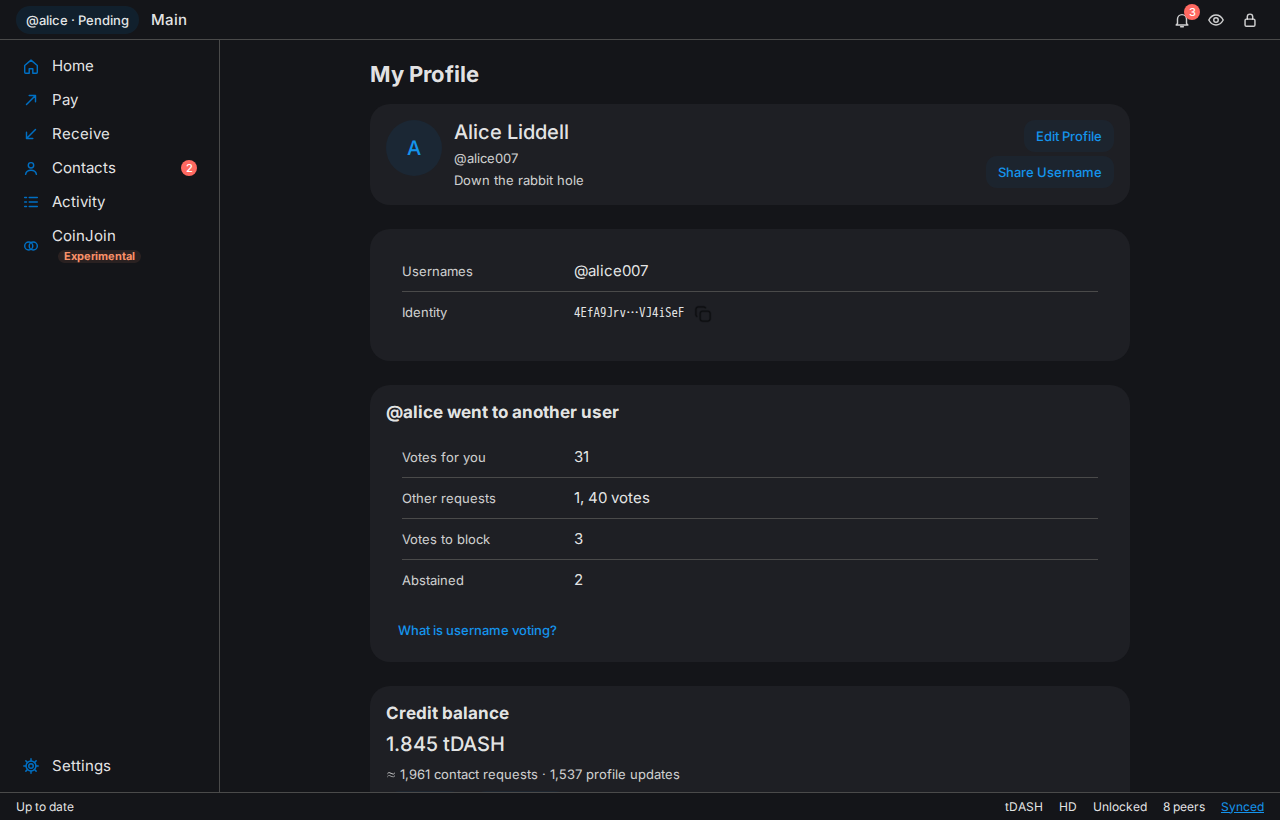 @alice · Pending
Main
3
Home
Pay
Receive
Contacts
2
Activity
CoinJoin
Experimental
Settings
My Profile
A
Alice Liddell
@alice007
Down the rabbit hole
Edit Profile
Share Username
Usernames
@alice007
Identity
4EfA9Jrv⋯VJ4iSeF
@alice went to another user
Votes for you
31
Other requests
1, 40 votes
Votes to block
3
Abstained
2
What is username voting?
Credit balance
1.845 tDASH
≈ 1,961 contact requests · 1,537 profile updates
Up to date
tDASH
HD
Unlocked
8 peers
Synced